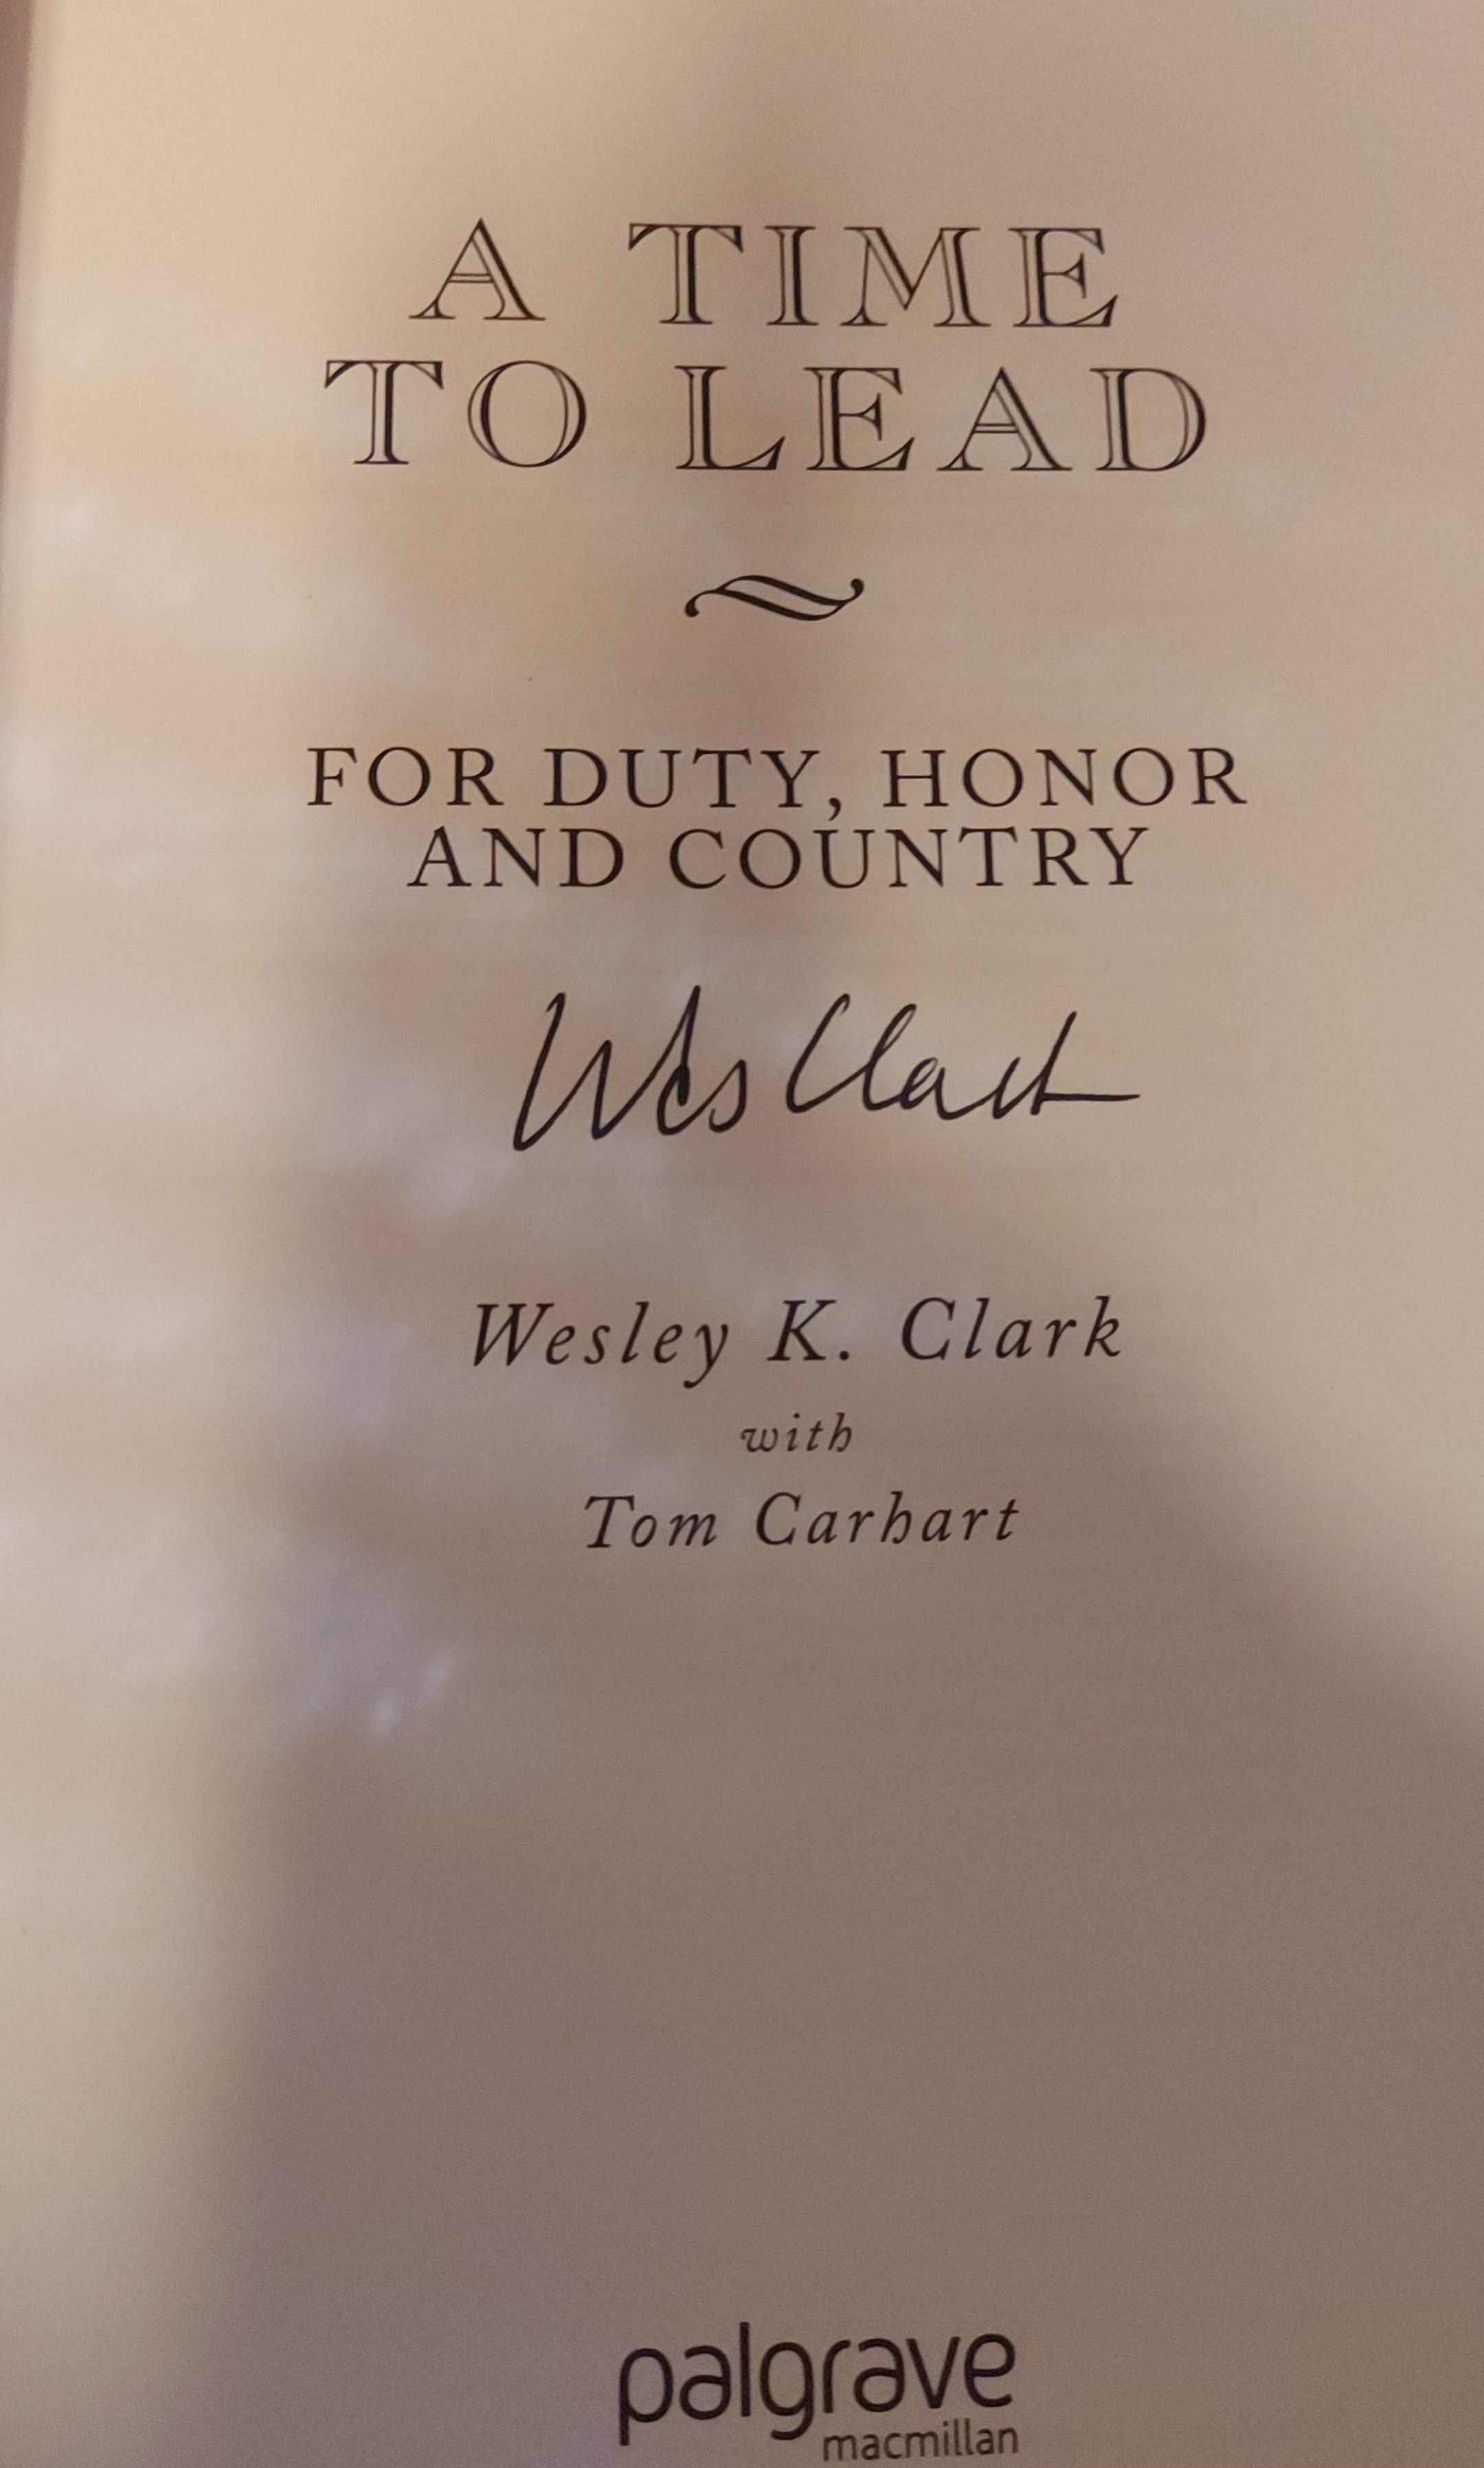 A TIME
TO LEAD
FOR DUTY, HONOR
AND COUNTRY
Wes Clark
Wesley K. Clark
with
Tom Carhart
palgrave
macmillan